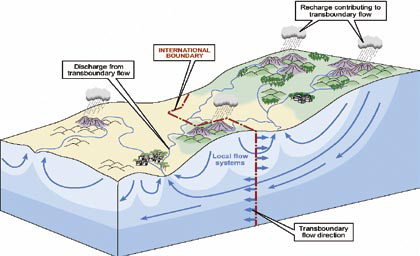 Recharge contributing to
transboundary flow
INTERNATIONAL
BOUNDARY
Discharge from
transboundary flow
Local flow
systems
Transboundary
flow direction